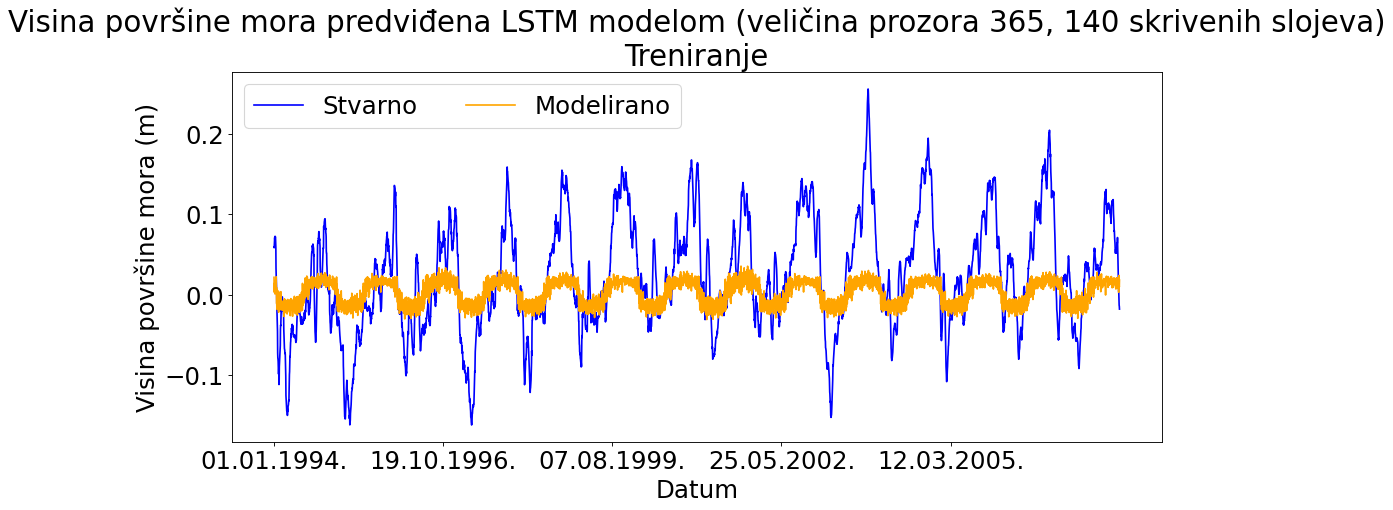 Visina površine mora predviđena LSTM modelom (veličina prozora 365, 140 skrivenih slojeva)
Treniranje
Stvarno Modelirano
Visina površine mora (m)
0.2
0.1
0.0
−0.1
01.01.1994. 19.10.1996. 07.08.1999. 25.05.2002. 12.03.2005.
Datum